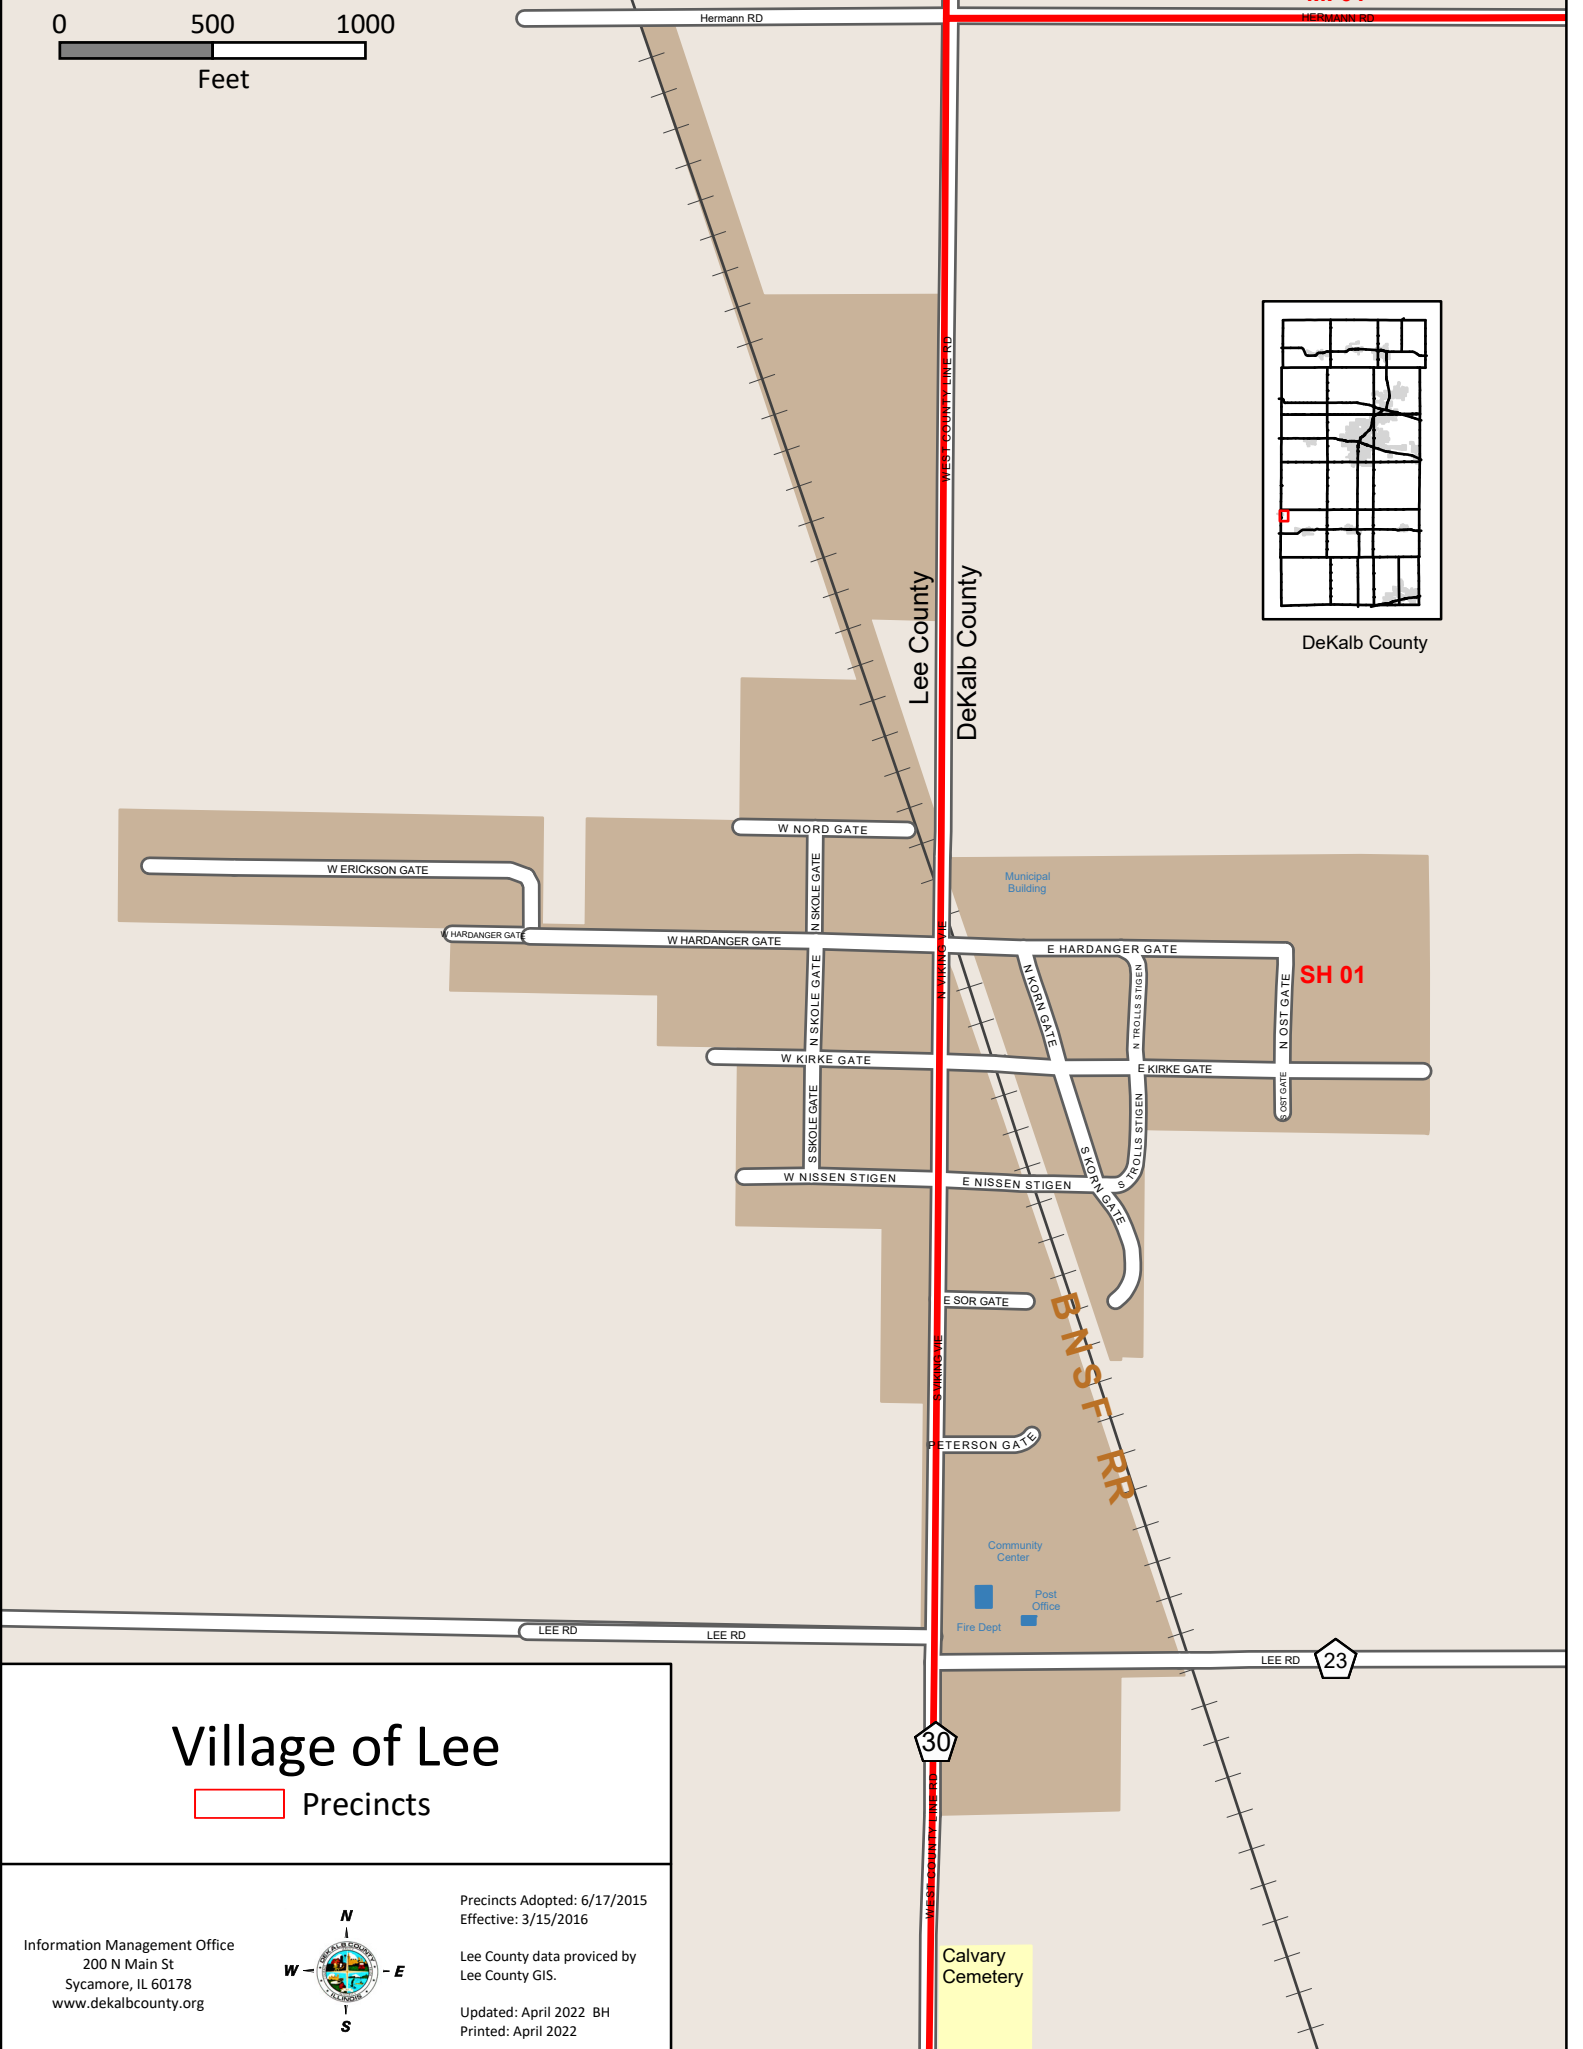 0 500 1000
Feet
Hermann RD
HERMANN RD
WEST COUNTY LINE RD
Lee County
DeKalb County
DeKalb County
W NORD GATE
W ERICKSON GATE
N SKOLE GATE
Municipal
Building
W HARDANGER GATE
W HARDANGER GATE
N VIKING VIE
E HARDANGER GATE
SH 01
N SKOLE GATE
N KORN GATE
N TROLLS STIGEN
N OST GATE
W KIRKE GATE
E KIRKE GATE
S OST GATE
S SKOLE GATE
S TROLLS STIGEN
S KORN GATE
W NISSEN STIGEN
E NISSEN STIGEN
E SOR GATE
BNSF RR
S VIKING VIE
PETERSON GATE
Community
Center
Post
Office
Fire Dept
LEE RD
LEE RD
LEE RD
23
30
WEST COUNTY LINE RD
Village of Lee
Precincts
Information Management Office
200 N Main St
Sycamore, IL 60178
www.dekalbcounty.org
N
W
E
S
DEKALB COUNTY
ILLINOIS
Precincts Adopted: 6/17/2015
Effective: 3/15/2016
Lee County data proviced by
Lee County GIS.
Updated: April 2022 BH
Printed: April 2022
Calvary
Cemetery